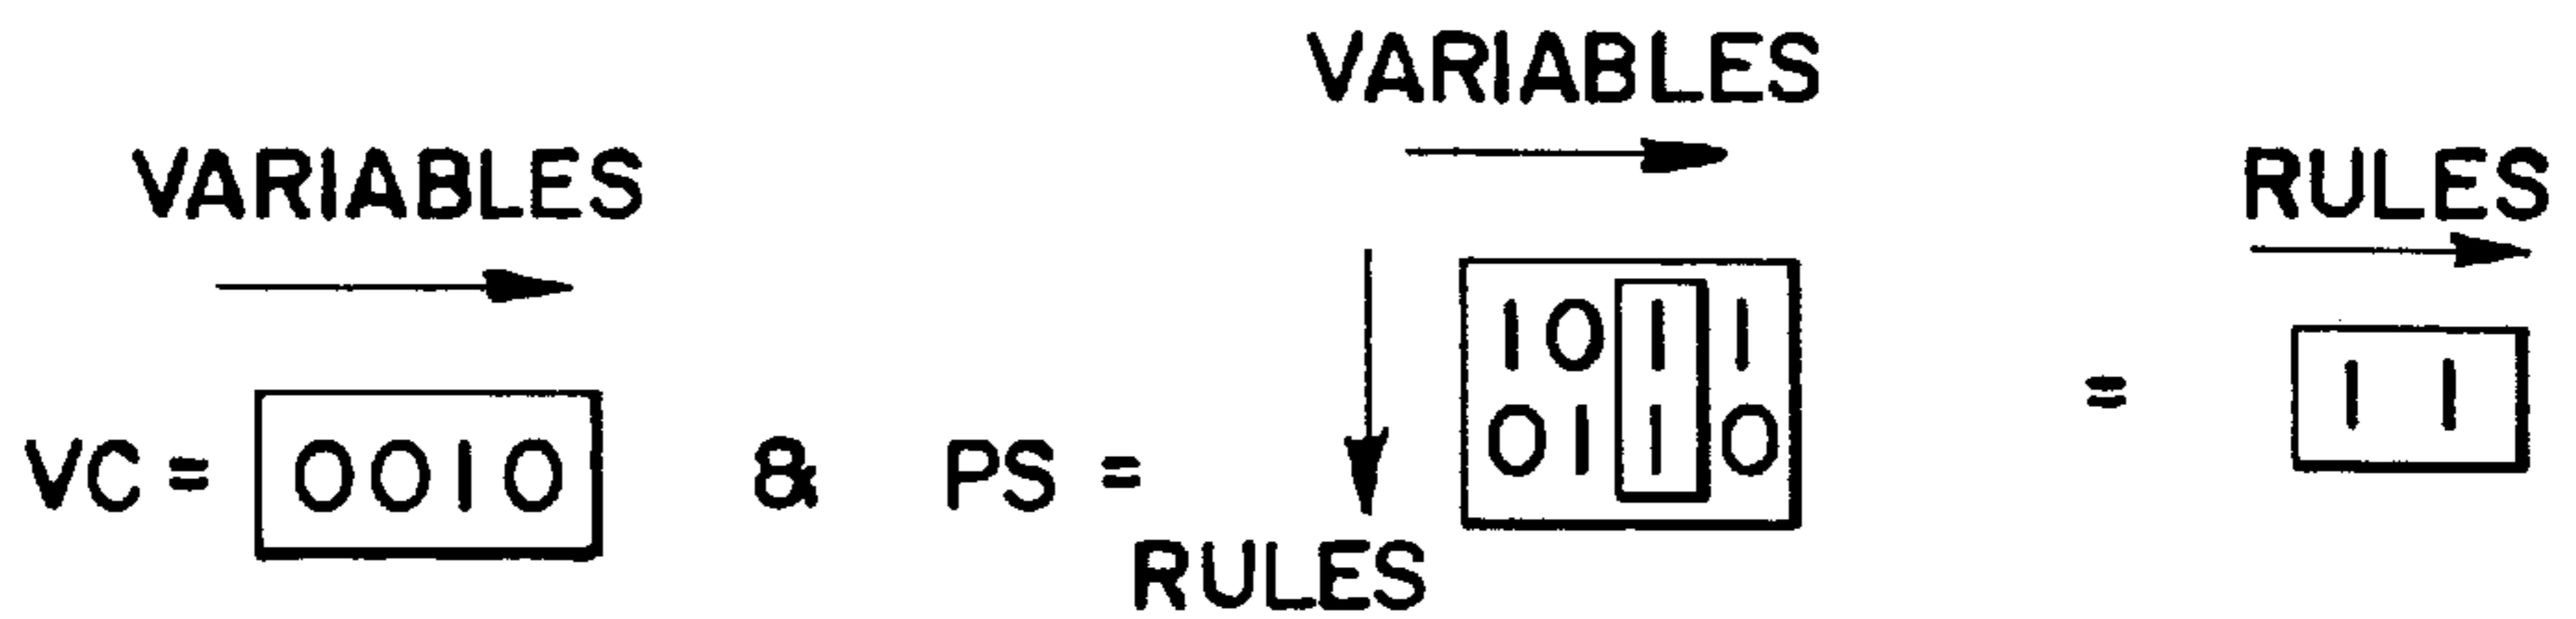 VARIABLES
VARIABLES
RULES
VC = 0010 & PS =
1011
0110
= 11
RULES